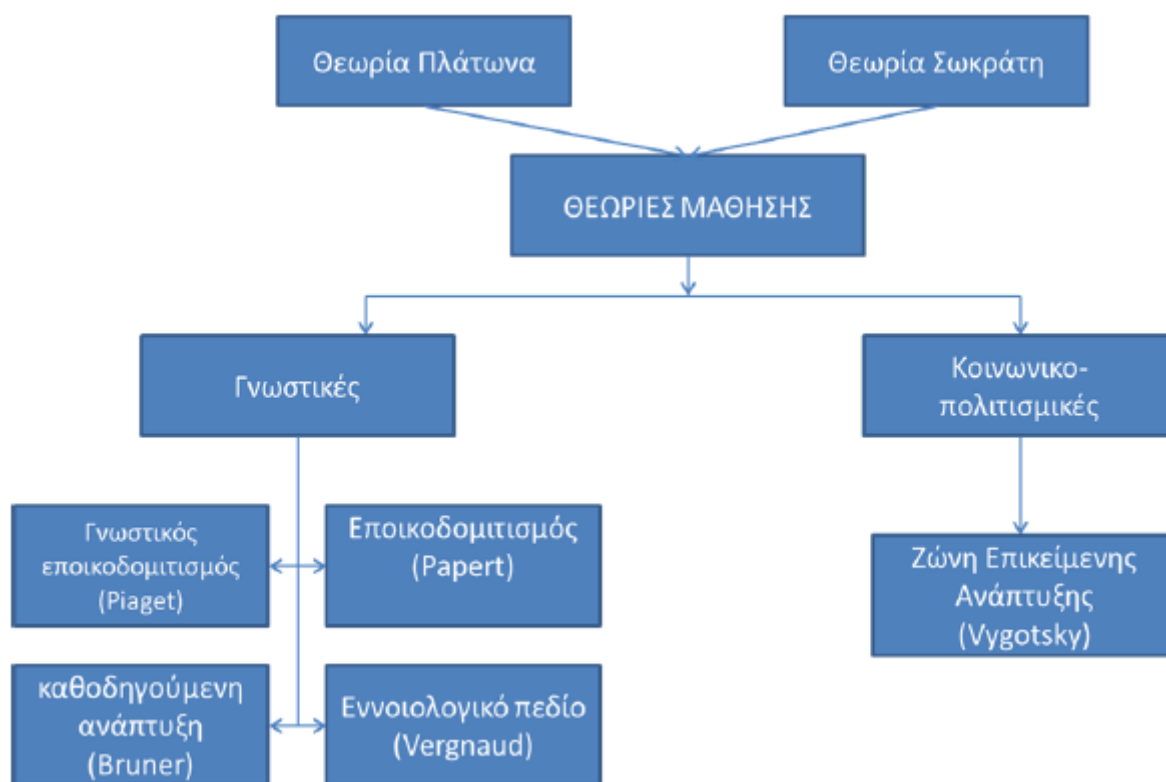 Θεωρία Πλάτωνα
Θεωρία Σωκράτη
ΘΕΩΡΙΕΣ ΜΑΘΗΣΗΣ
Γνωστικές
Κοινωνικο-
πολιτισμικές
Γνωστικός
εποικοδομιτισμός
(Piaget)
Εποικοδομιτισμός
(Papert)
Ζώνη Επικείμενης
Ανάπτυξης
(Vygotsky)
καθοδηγούμενη
ανάπτυξη
(Bruner)
Εννοιολογικό πεδίο
(Vergnaud)